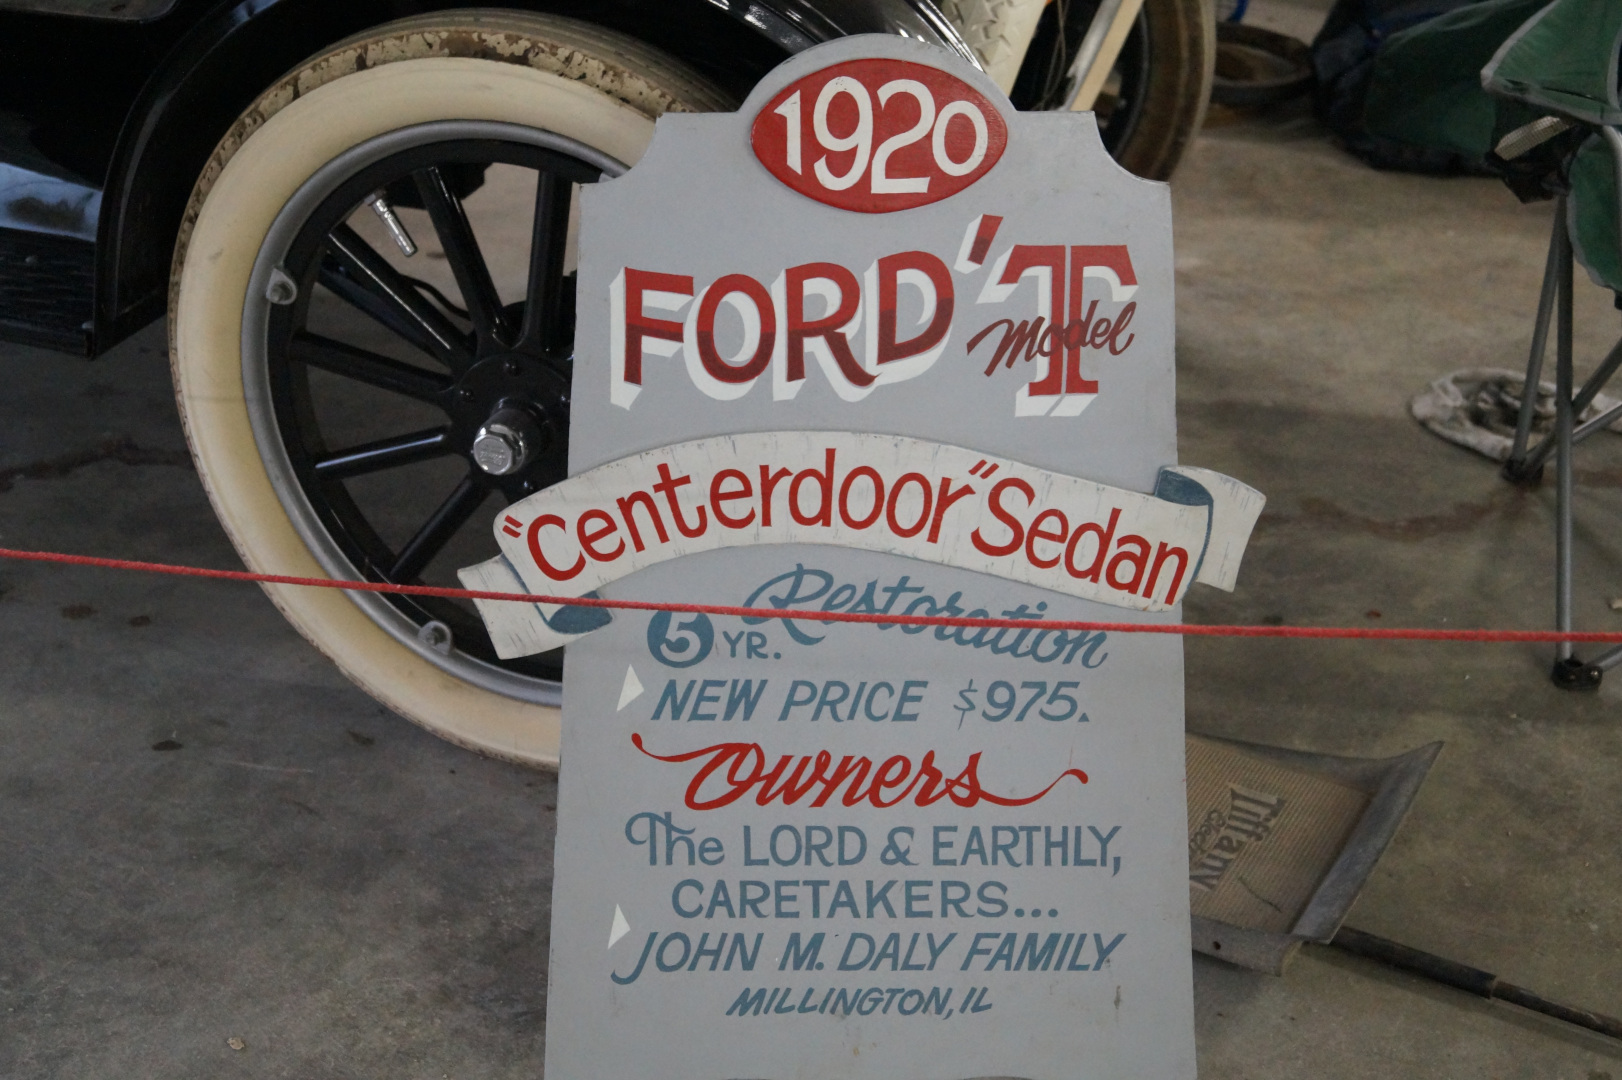 1920
FORD 'T
Model
"Centerdoor" Sedan
5 YR. Restoration
NEW PRICE $975.
Owners
The LORD & EARTHLY,
CARETAKERS...
JOHN M. DALY FAMILY
MILLINGTON, IL
Tiffany